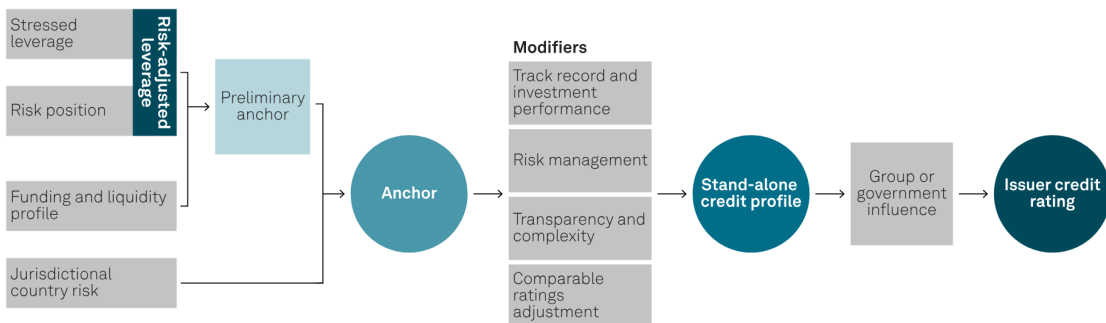 Stressed
leverage
Risk-adjusted
leverage
Risk position
Funding and liquidity
profile
Jurisdictional
country risk
Preliminary
anchor
Anchor
Modifiers
Track record and
investment
performance
Risk management
Transparency and
complexity
Comparable
ratings
adjustment
Stand-alone
credit profile
Group or
government
influence
Issuer credit
rating